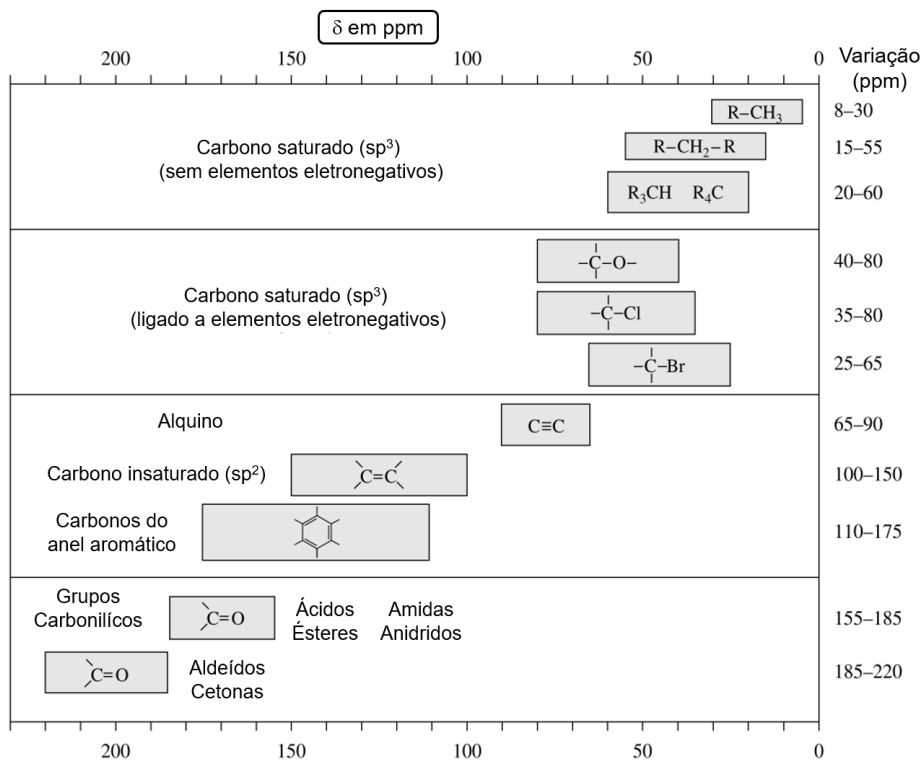 δ em ppm
200 150 100 50 0 Variação
(ppm)
R–CH₃ 8–30
Carbono saturado (sp³)
(sem elementos eletronegativos)
R–CH₂–R 15–55
R₃CH R₄C 20–60
–C–O– 40–80
Carbono saturado (sp³)
(ligado a elementos eletronegativos)
–C–Cl 35–80
–C–Br 25–65
Alquino C≡C 65–90
Carbono insaturado (sp²) C=C 100–150
Carbonos do
anel aromático 110–175
Grupos
Carbonilícos C=O Ácidos Amidas
Ésteres Anidridos 155–185
C=O Aldeídos
Cetonas 185–220
200 150 100 50 0